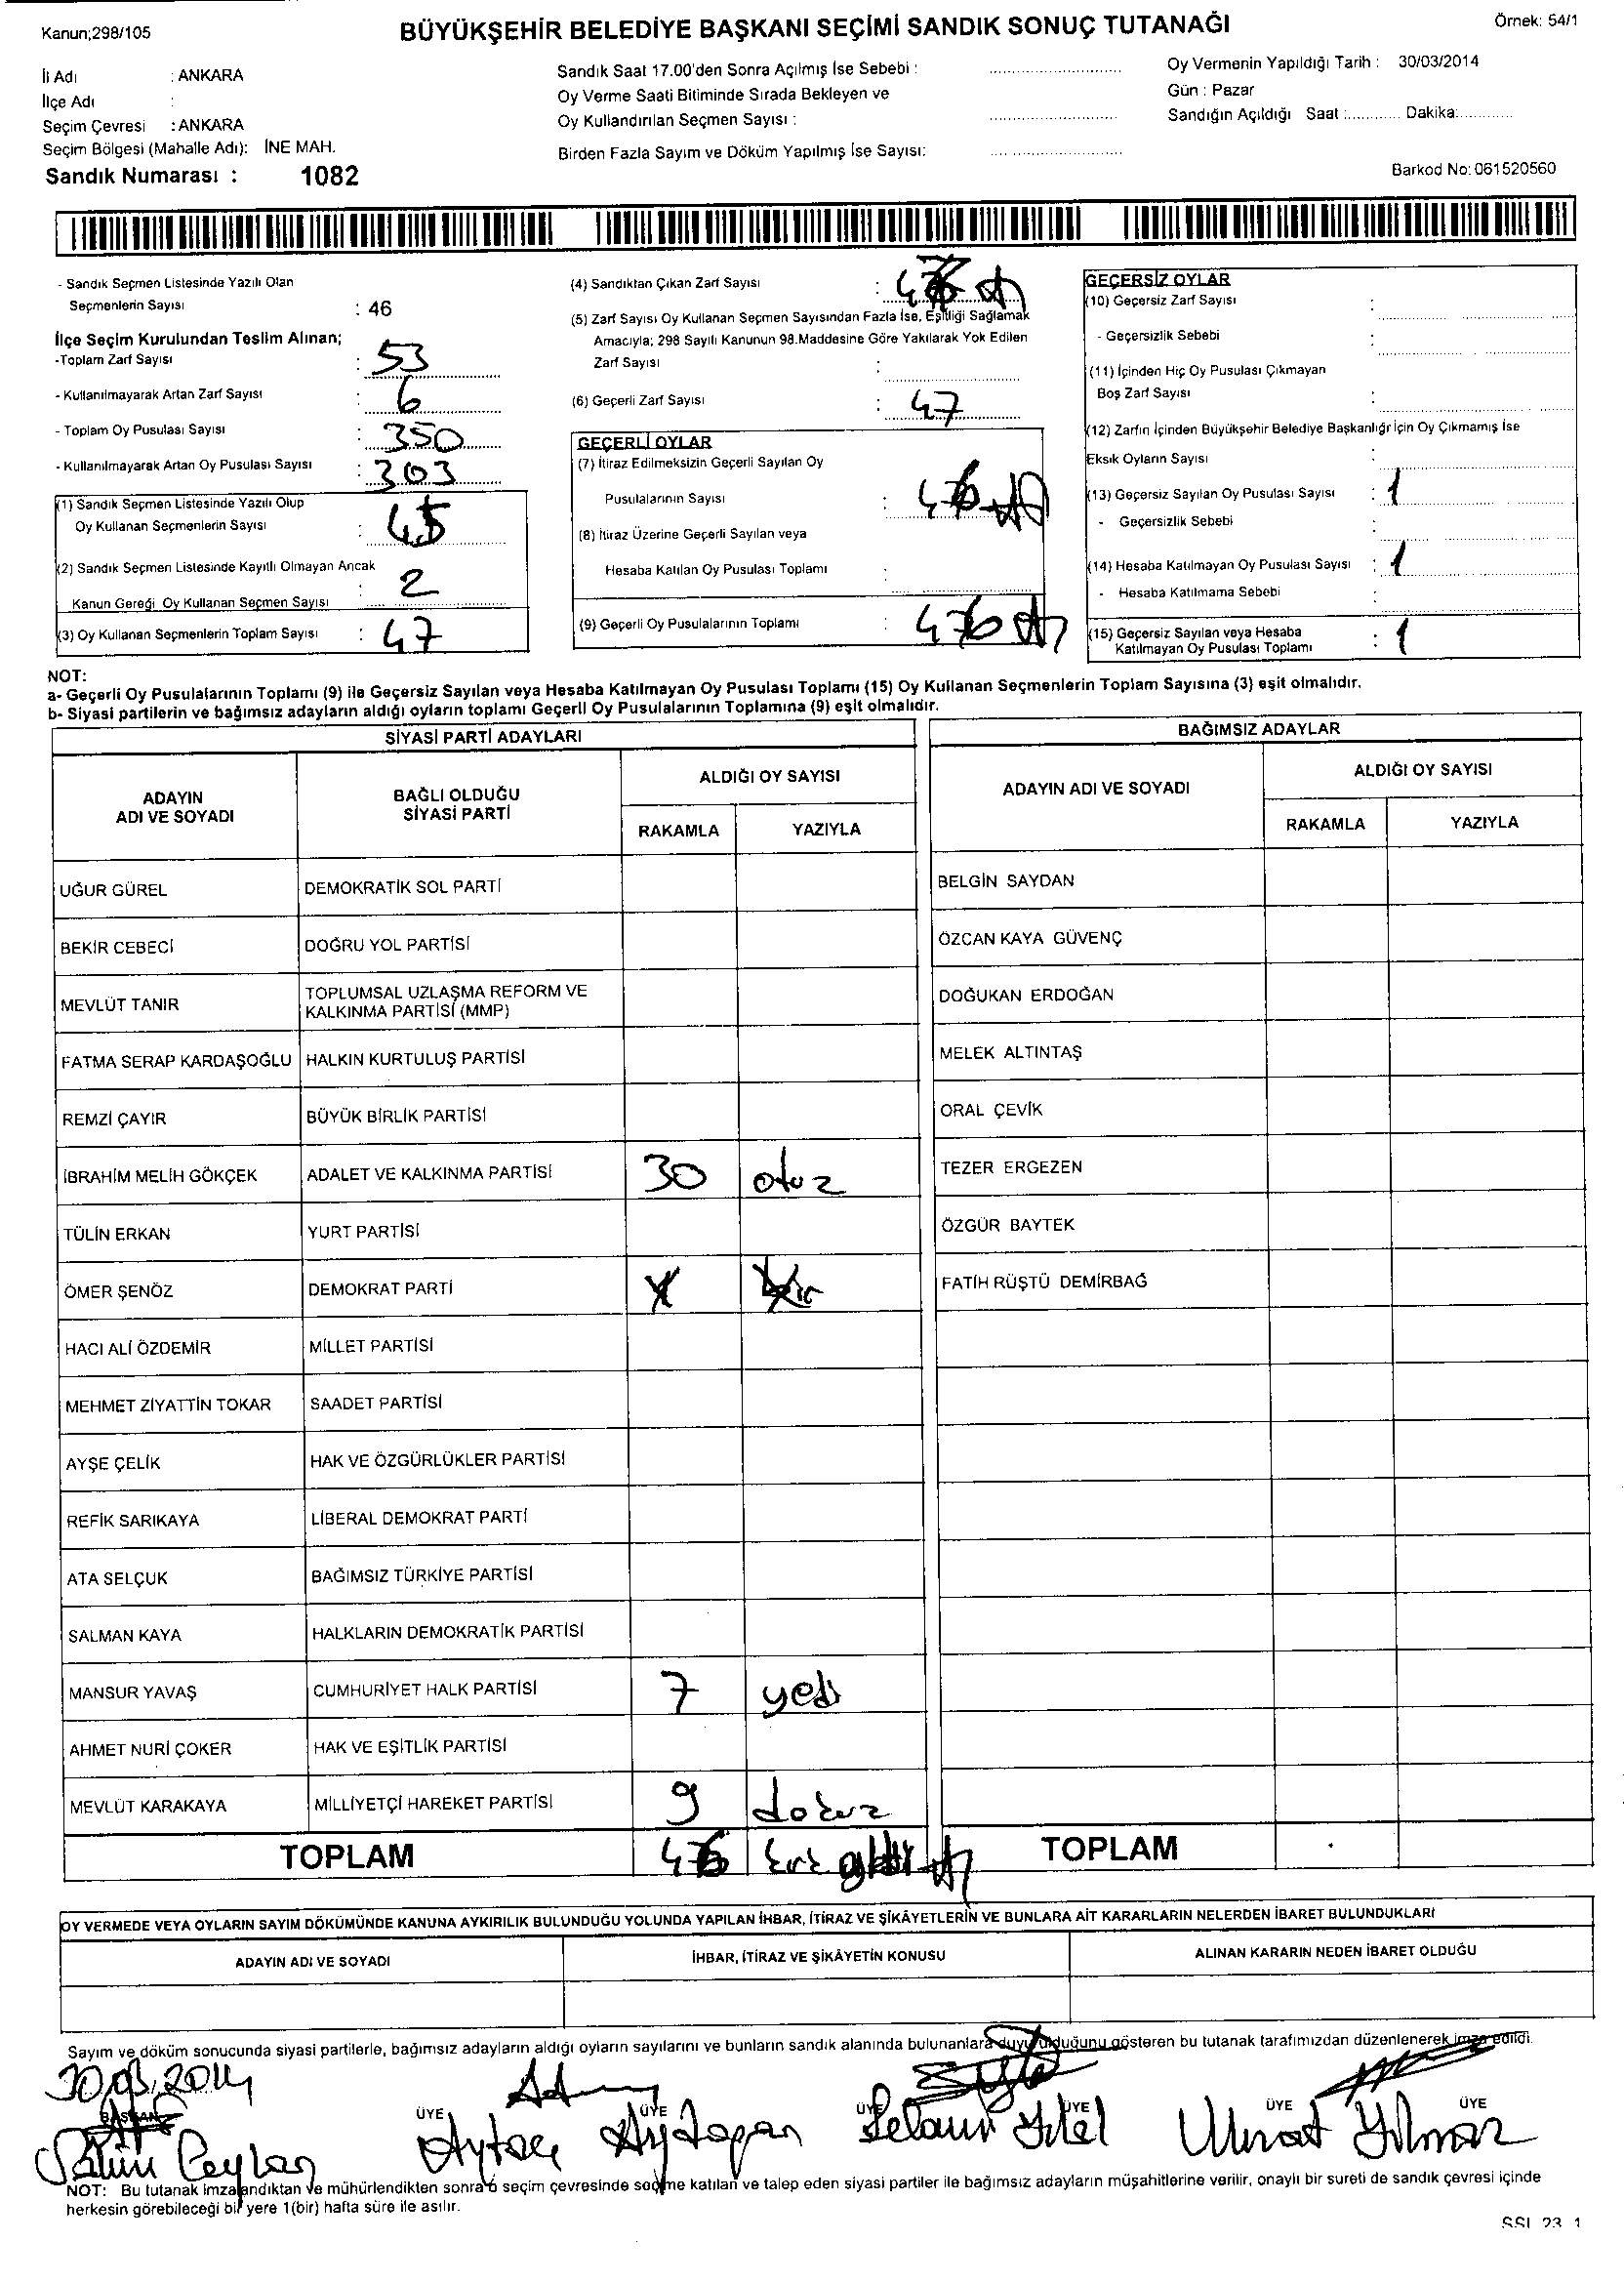 Kanun;298/105
BÜYÜKŞEHİR BELEDİYE BAŞKANI SEÇİMİ SANDIK SONUÇ TUTANAĞI
Örnek: 54/1
İli Adı : ANKARA
İlçe Adı :
Seçim Çevresi : ANKARA
Seçim Bölgesi (Mahalle Adı): İNE MAH.
Sandık Numarası : 1082
Sandık Saat 17.00'den Sonra Açılmış İse Sebebi :
Oy Verme Saati Bitiminde Sırada Bekleyen ve
Oy Kullandırılan Seçmen Sayısı :
Birden Fazla Sayım ve Döküm Yapılmış İse Sayısı:
Oy Vermenin Yapıldığı Tarih : 30/03/2014
Gün : Pazar
Sandığın Açıldığı Saat :............ Dakika:............
Barkod No: 061520560
- Sandık Seçmen Listesinde Yazılı Olan
Seçmenlerin Sayısı : 46
İlçe Seçim Kurulundan Teslim Alınan;
-Toplam Zarf Sayısı : 53
- Kullanılmayarak Artan Zarf Sayısı : 6
- Toplam Oy Pusulası Sayısı : 350
- Kullanılmayarak Artan Oy Pusulası Sayısı : 303
(1) Sandık Seçmen Listesinde Yazılı Olup
Oy Kullanan Seçmenlerin Sayısı : 45
(2) Sandık Seçmen Listesinde Kayıtlı Olmayan Ancak
Kanun Gereği Oy Kullanan Seçmen Sayısı : 2
(3) Oy Kullanan Seçmenlerin Toplam Sayısı : 47
(4) Sandıktan Çıkan Zarf Sayısı :
(5) Zarf Sayısı Oy Kullanan Seçmen Sayısından Fazla İse, Eşitliği Sağlamak
Amacıyla; 298 Sayılı Kanunun 98.Maddesine Göre Yakılarak Yok Edilen
Zarf Sayısı :
(6) Geçerli Zarf Sayısı : 47
GEÇERLİ OYLAR
(7) İtiraz Edilmeksizin Geçerli Sayılan Oy
Pusulalarının Sayısı :
(8) İtiraz Üzerine Geçerli Sayılan veya
Hesaba Katılan Oy Pusulası Toplamı :
(9) Geçerli Oy Pusulalarının Toplamı :
GEÇERSİZ OYLAR
(10) Geçersiz Zarf Sayısı :
- Geçersizlik Sebebi :
(11) İçinden Hiç Oy Pusulası Çıkmayan
Boş Zarf Sayısı :
(12) Zarfın İçinden Büyükşehir Belediye Başkanlığı İçin Oy Çıkmamış İse
Eksik Oyların Sayısı :
(13) Geçersiz Sayılan Oy Pusulası Sayısı : 1
- Geçersizlik Sebebi :
(14) Hesaba Katılmayan Oy Pusulası Sayısı : 1
- Hesaba Katılmama Sebebi :
(15) Geçersiz Sayılan veya Hesaba
Katılmayan Oy Pusulası Toplamı : 1
NOT:
a- Geçerli Oy Pusulalarının Toplamı (9) ile Geçersiz Sayılan veya Hesaba Katılmayan Oy Pusulası Toplamı (15) Oy Kullanan Seçmenlerin Toplam Sayısına (3) eşit olmalıdır.
b- Siyasi partilerin ve bağımsız adayların aldığı oyların toplamı Geçerli Oy Pusulalarının Toplamına (9) eşit olmalıdır.
SİYASİ PARTİ ADAYLARI
ADAYIN
ADI VE SOYADI
BAĞLI OLDUĞU
SİYASİ PARTİ
ALDIĞI OY SAYISI
RAKAMLA YAZIYLA
UĞUR GÜREL DEMOKRATİK SOL PARTİ
BEKİR CEBECİ DOĞRU YOL PARTİSİ
MEVLÜT TANIR TOPLUMSAL UZLAŞMA REFORM VE
KALKINMA PARTİSİ (MMP)
FATMA SERAP KARDAŞOĞLU HALKIN KURTULUŞ PARTİSİ
REMZİ ÇAYIR BÜYÜK BİRLİK PARTİSİ
İBRAHİM MELİH GÖKÇEK ADALET VE KALKINMA PARTİSİ 30 otuz
TÜLİN ERKAN YURT PARTİSİ
ÖMER ŞENÖZ DEMOKRAT PARTİ
HACI ALİ ÖZDEMİR MİLLET PARTİSİ
MEHMET ZİYATTİN TOKAR SAADET PARTİSİ
AYŞE ÇELİK HAK VE ÖZGÜRLÜKLER PARTİSİ
REFİK SARIKAYA LİBERAL DEMOKRAT PARTİ
ATA SELÇUK BAĞIMSIZ TÜRKİYE PARTİSİ
SALMAN KAYA HALKLARIN DEMOKRATİK PARTİSİ
MANSUR YAVAŞ CUMHURİYET HALK PARTİSİ 7 yedi
AHMET NURİ ÇOKER HAK VE EŞİTLİK PARTİSİ
MEVLÜT KARAKAYA MİLLİYETÇİ HAREKET PARTİSİ 9 dokuz
TOPLAM
BAĞIMSIZ ADAYLAR
ADAYIN ADI VE SOYADI
ALDIĞI OY SAYISI
RAKAMLA YAZIYLA
BELGİN SAYDAN
ÖZCAN KAYA GÜVENÇ
DOĞUKAN ERDOĞAN
MELEK ALTINTAŞ
ORAL ÇEVİK
TEZER ERGEZEN
ÖZGÜR BAYTEK
FATİH RÜŞTÜ DEMİRBAĞ
TOPLAM
OY VERMEDE VEYA OYLARIN SAYIM DÖKÜMÜNDE KANUNA AYKIRILIK BULUNDUĞU YOLUNDA YAPILAN İHBAR, İTİRAZ VE ŞİKÂYETLERİN VE BUNLARA AİT KARARLARIN NELERDEN İBARET BULUNDUKLARI
ADAYIN ADI VE SOYADI İHBAR, İTİRAZ VE ŞİKÂYETİN KONUSU ALINAN KARARIN NEDEN İBARET OLDUĞU
Sayım ve döküm sonucunda siyasi partilerle, bağımsız adayların aldığı oyların sayılarını ve bunların sandık alanında bulunanlara duyurulduğunu gösteren bu tutanak tarafımızdan düzenlenerek imza edildi.
30.03.2014
BAŞKAN ÜYE ÜYE ÜYE ÜYE ÜYE ÜYE
Ceylan Aytaç Aydoğan Murat Yılmaz
NOT: Bu tutanak imzalandıktan ve mühürlendikten sonra o seçim çevresinde seçime katılan ve talep eden siyasi partiler ile bağımsız adayların müşahitlerine verilir, onaylı bir sureti de sandık çevresi içinde
herkesin görebileceği bir yere 1(bir) hafta süre ile asılır.